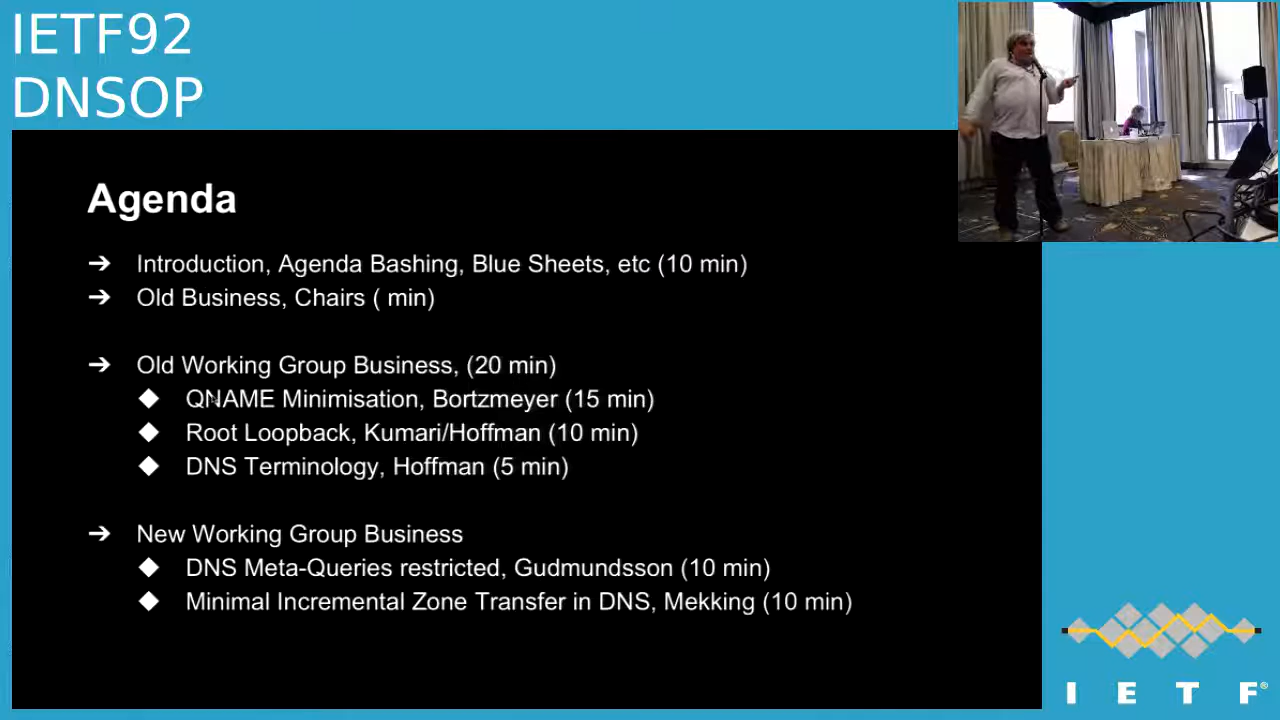 IETF92
DNSOP
Agenda
➔ Introduction, Agenda Bashing, Blue Sheets, etc (10 min)
➔ Old Business, Chairs ( min)
➔ Old Working Group Business, (20 min)
◆ QNAME Minimisation, Bortzmeyer (15 min)
◆ Root Loopback, Kumari/Hoffman (10 min)
◆ DNS Terminology, Hoffman (5 min)
➔ New Working Group Business
◆ DNS Meta-Queries restricted, Gudmundsson (10 min)
◆ Minimal Incremental Zone Transfer in DNS, Mekking (10 min)
I E T F®